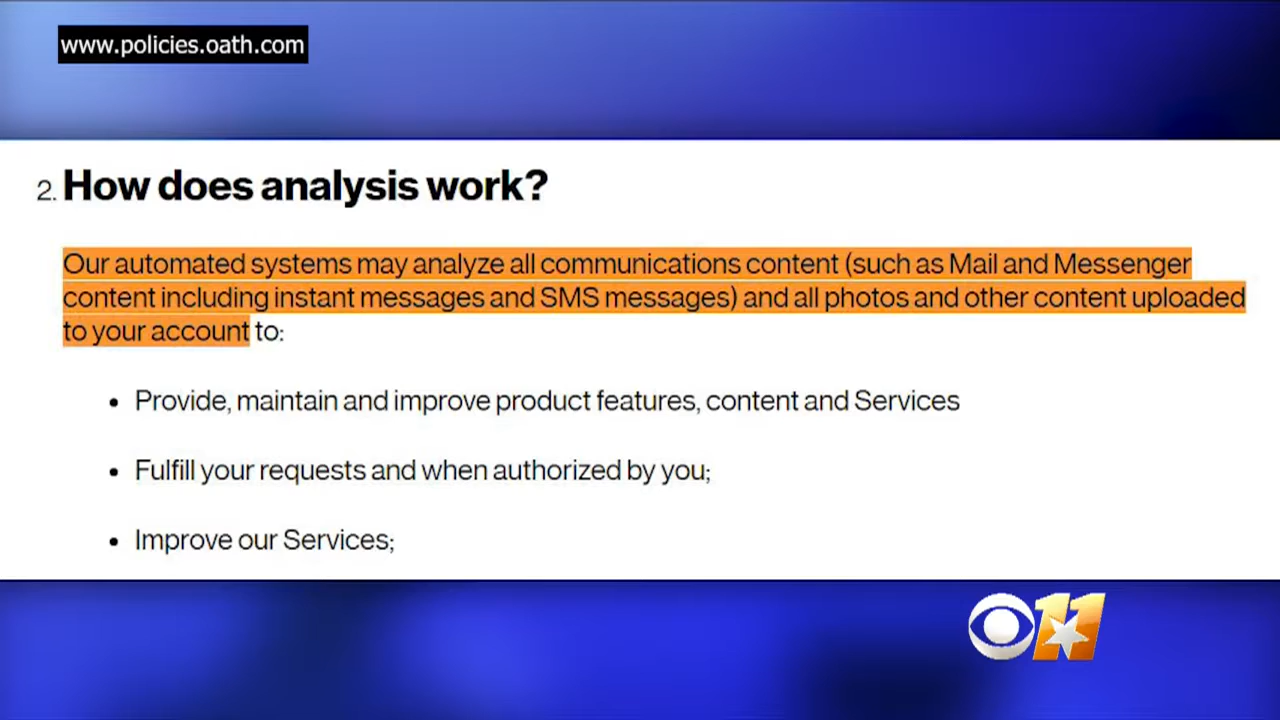 www.policies.oath.com
2. How does analysis work?
Our automated systems may analyze all communications content (such as Mail and Messenger
content including instant messages and SMS messages) and all photos and other content uploaded
to your account to:
• Provide, maintain and improve product features, content and Services
• Fulfill your requests and when authorized by you;
• Improve our Services;
11